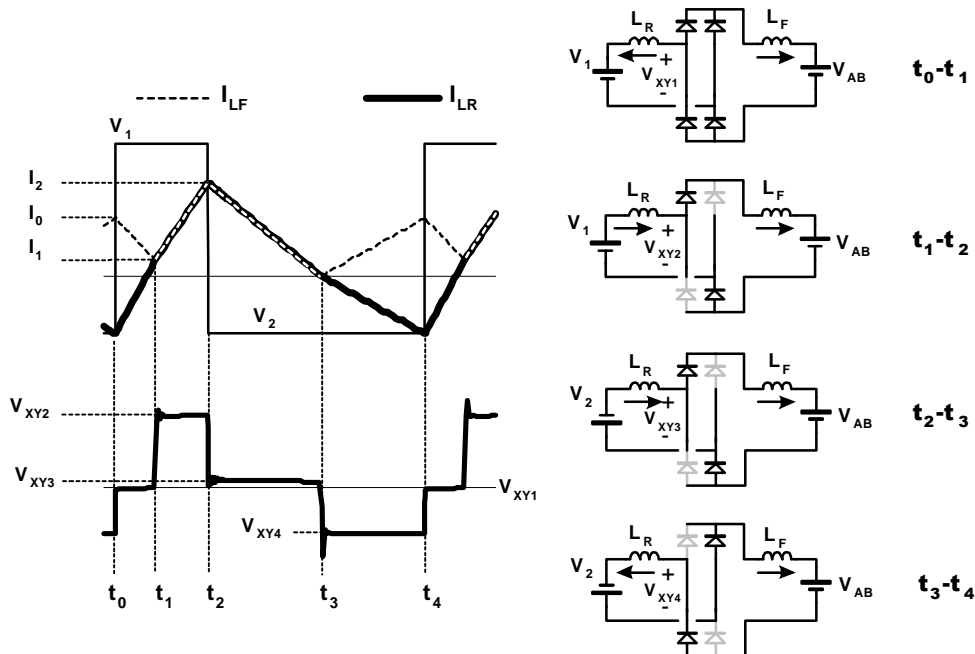 I_LF
I_LR
V_1
I_2
I_0
I_1
V_2
V_XY2
V_XY3
V_XY1
V_XY4
t_0
t_1
t_2
t_3
t_4
L_R
L_F
V_1
+
V_XY1
-
V_AB
t_0-t_1
L_R
L_F
V_1
+
V_XY2
-
V_AB
t_1-t_2
L_R
L_F
V_2
+
V_XY3
-
V_AB
t_2-t_3
L_R
L_F
V_2
+
V_XY4
-
V_AB
t_3-t_4